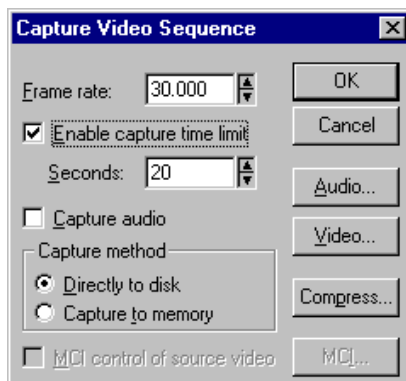 Capture Video Sequence
Frame rate: 30.000
OK
Enable capture time limit
Cancel
Seconds: 20
Audio...
Capture audio
Video...
Capture method
Directly to disk
Compress...
Capture to memory
MCI control of source video
MCI...